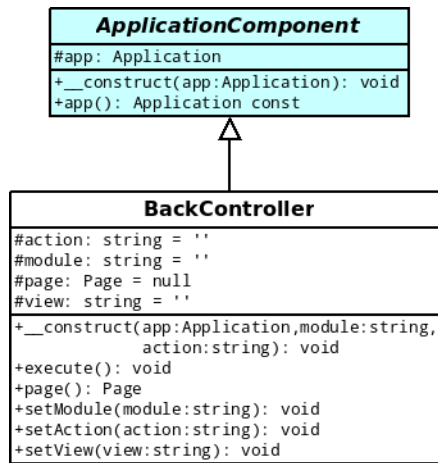 ApplicationComponent
#app: Application
+__construct(app:Application): void
+app(): Application const
BackController
#action: string = ''
#module: string = ''
#page: Page = null
#view: string = ''
+__construct(app:Application,module:string,
action:string): void
+execute(): void
+page(): Page
+setModule(module:string): void
+setAction(action:string): void
+setView(view:string): void